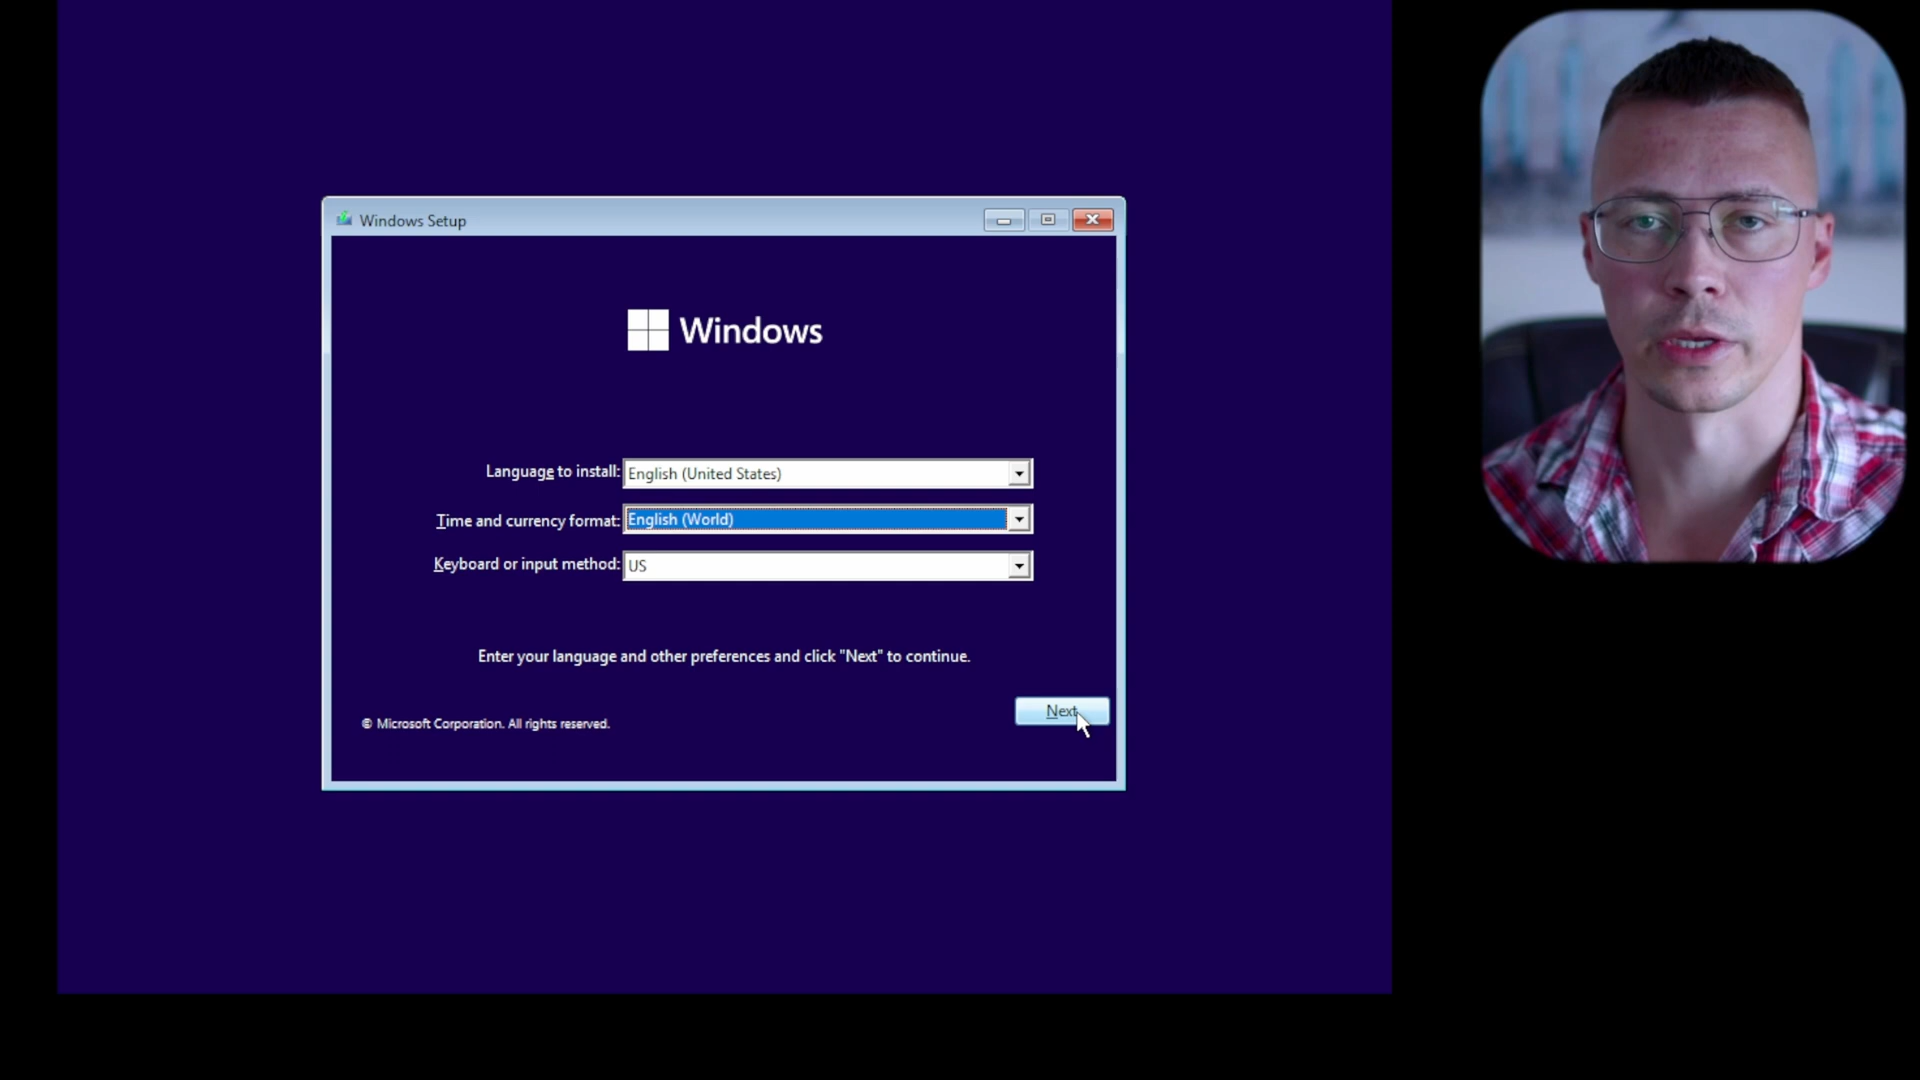 Windows Setup
Windows
Language to install: English (United States)
Time and currency format: English (World)
Keyboard or input method: US
Enter your language and other preferences and click "Next" to continue.
Next
© Microsoft Corporation. All rights reserved.